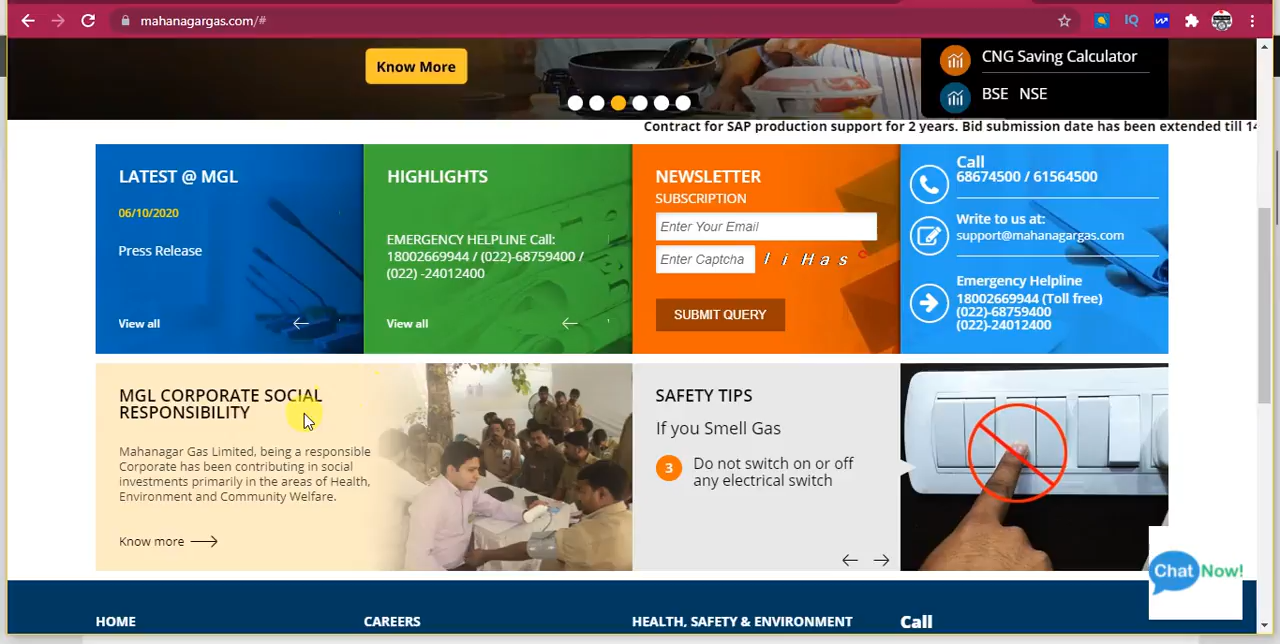 mahanagargas.com/#
IQ
Know More
CNG Saving Calculator
BSE NSE
Contract for SAP production support for 2 years. Bid submission date has been extended till 14
LATEST @ MGL
06/10/2020
Press Release
View all
HIGHLIGHTS
EMERGENCY HELPLINE Call:
18002669944 / (022)-68759400 /
(022) -24012400
View all
NEWSLETTER
SUBSCRIPTION
Enter Your Email
Enter Captcha
I i H a s
SUBMIT QUERY
Call
68674500 / 61564500
Write to us at:
support@mahanagargas.com
Emergency Helpline
18002669944 (Toll free)
(022)-68759400
(022)-24012400
MGL CORPORATE SOCIAL
RESPONSIBILITY
Mahanagar Gas Limited, being a responsible
Corporate has been contributing in social
investments primarily in the areas of Health,
Environment and Community Welfare.
Know more
SAFETY TIPS
If you Smell Gas
3 Do not switch on or off
any electrical switch
Chat Now!
HOME
CAREERS
HEALTH, SAFETY & ENVIRONMENT
Call